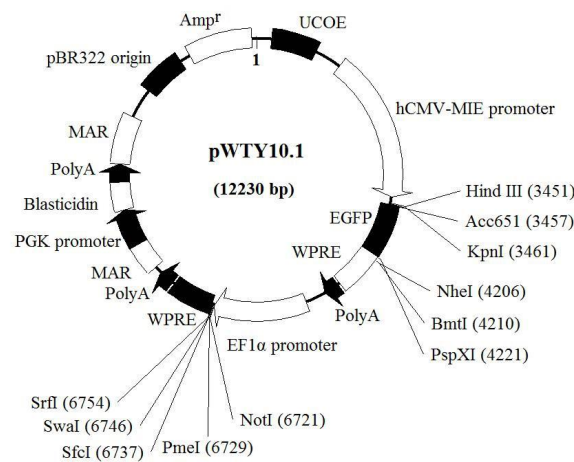 Ampr
UCOE
pBR322 origin
1
hCMV-MIE promoter
MAR
pWTY10.1
PolyA
(12230 bp)
Hind III (3451)
Blasticidin
EGFP
Acc651 (3457)
PGK promoter
WPRE
KpnI (3461)
MAR
NheI (4206)
PolyA
BmtI (4210)
WPRE
PolyA
EF1α promoter
PspXI (4221)
SrfI (6754)
NotI (6721)
SwaI (6746)
PmeI (6729)
SfcI (6737)